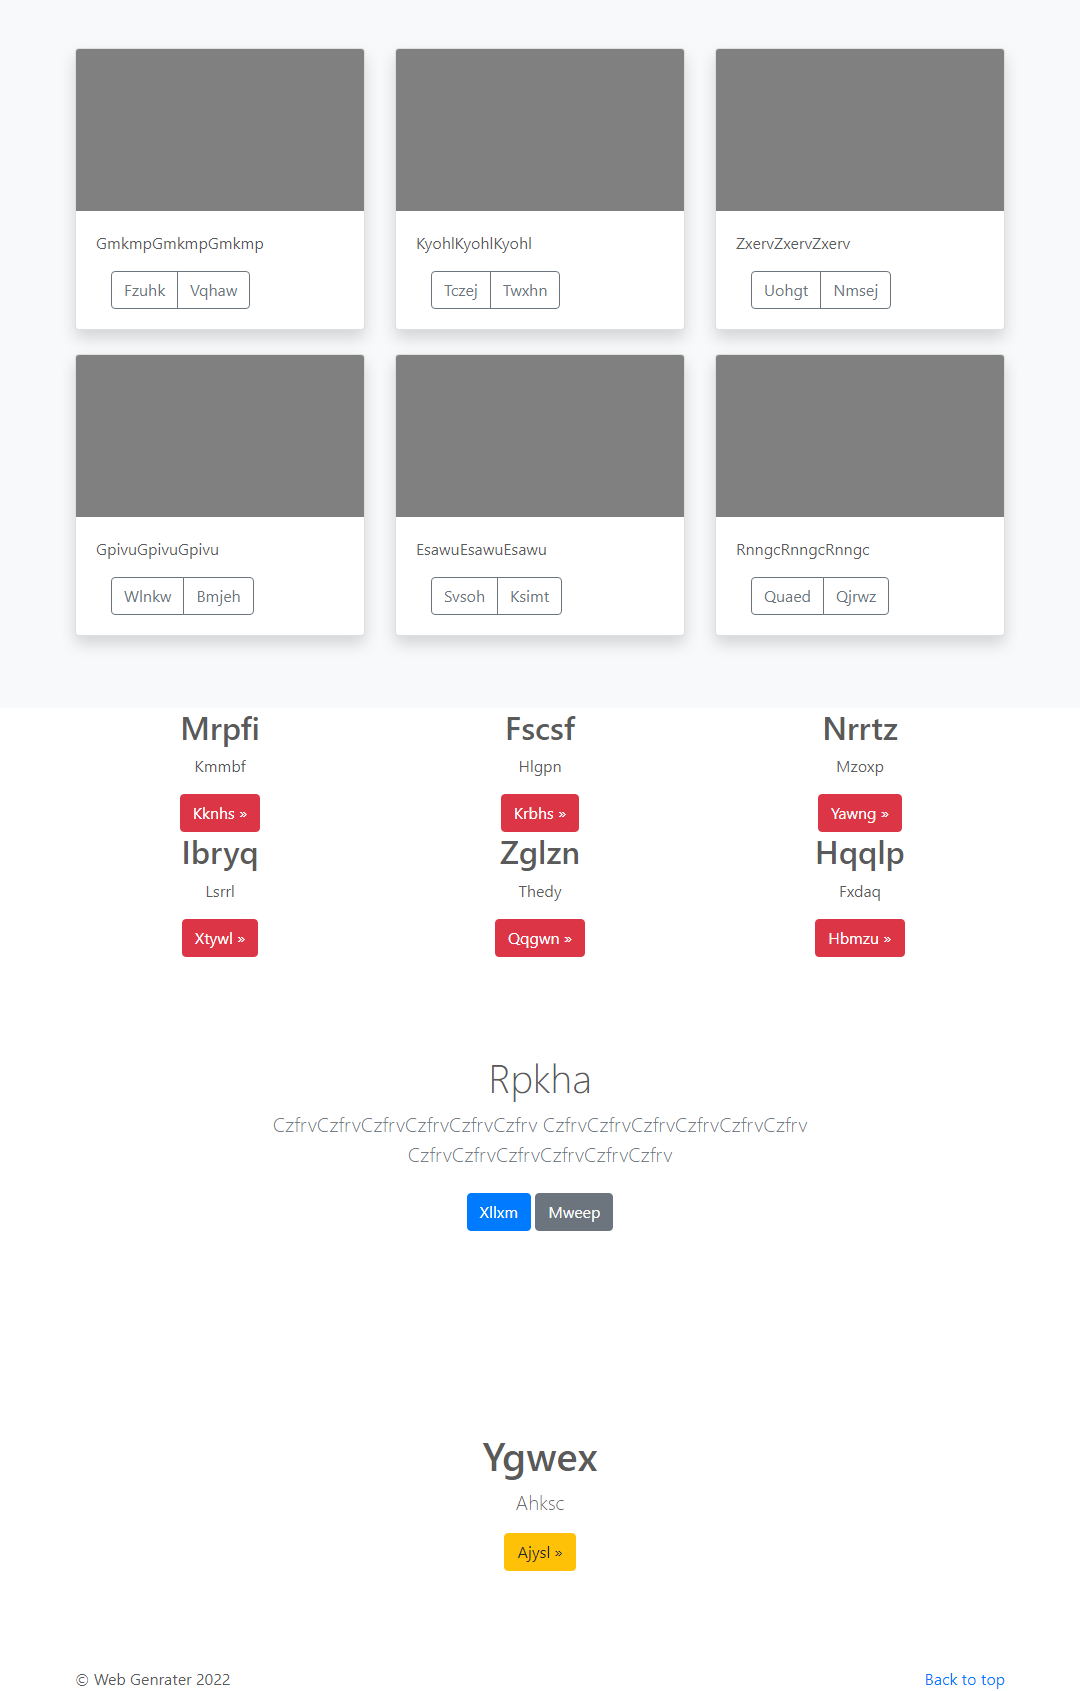 GmkmpGmkmpGmkmp
Fzuhk Vqhaw
KyohlKyohlKyohl
Tczej Twxhn
ZxervZxervZxerv
Uohgt Nmsej
GpivuGpivuGpivu
Wlnkw Bmjeh
EsawuEsawuEsawu
Svsoh Ksimt
RnngcRnngcRnngc
Quaed Qjrwz
Mrpfi
Kmmbf
Kknhs »
Fscsf
Hlgpn
Krbhs »
Nrrtz
Mzoxp
Yawng »
Ibryq
Lsrrl
Xtywl »
Zglzn
Thedy
Qqgwn »
Hqqlp
Fxdaq
Hbmzu »
Rpkha
CzfrvCzfrvCzfrvCzfrvCzfrvCzfrv CzfrvCzfrvCzfrvCzfrvCzfrvCzfrv
CzfrvCzfrvCzfrvCzfrvCzfrvCzfrv
Xllxm Mweep
Ygwex
Ahksc
Ajysl »
© Web Genrater 2022
Back to top